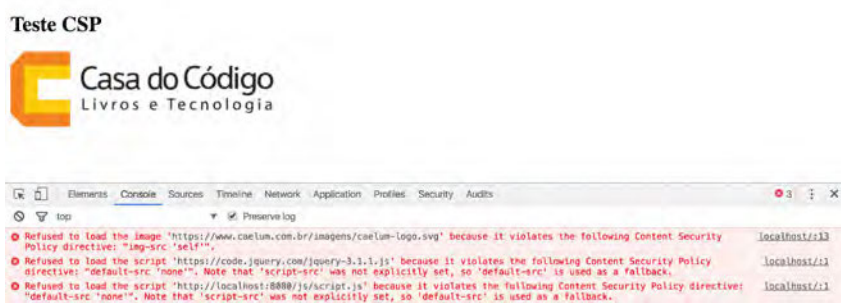 Teste CSP
Casa do Código
Livros e Tecnologia
Elements Console Sources Timeline Network Application Profiles Security Audits 3
top Preserve log
Refused to load the image 'https://www.caelum.com.br/imagens/caelum-logo.svg' because it violates the following Content Security localhost/:13
Policy directive: "img-src 'self'".
Refused to load the script 'https://code.jquery.com/jquery-3.1.1.js' because it violates the following Content Security Policy localhost/:1
directive: "default-src 'none'". Note that 'script-src' was not explicitly set, so 'default-src' is used as a fallback.
Refused to load the script 'http://localhost:8080/js/script.js' because it violates the following Content Security Policy directive: localhost/:1
"default-src 'none'". Note that 'script-src' was not explicitly set, so 'default-src' is used as a fallback.